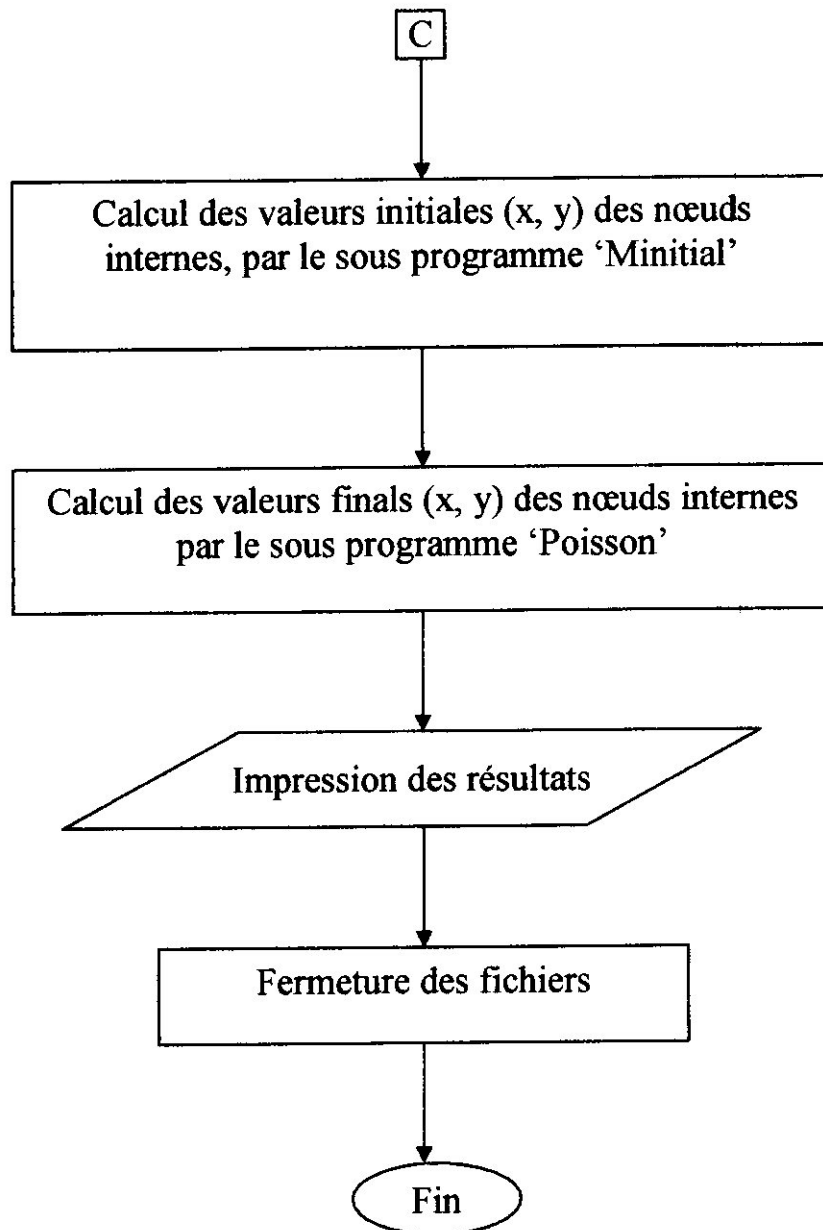 C
Calcul des valeurs initiales (x, y) des nœuds
internes, par le sous programme ‘Minitial’
Calcul des valeurs finals (x, y) des nœuds internes
par le sous programme ‘Poisson’
Impression des résultats
Fermeture des fichiers
Fin